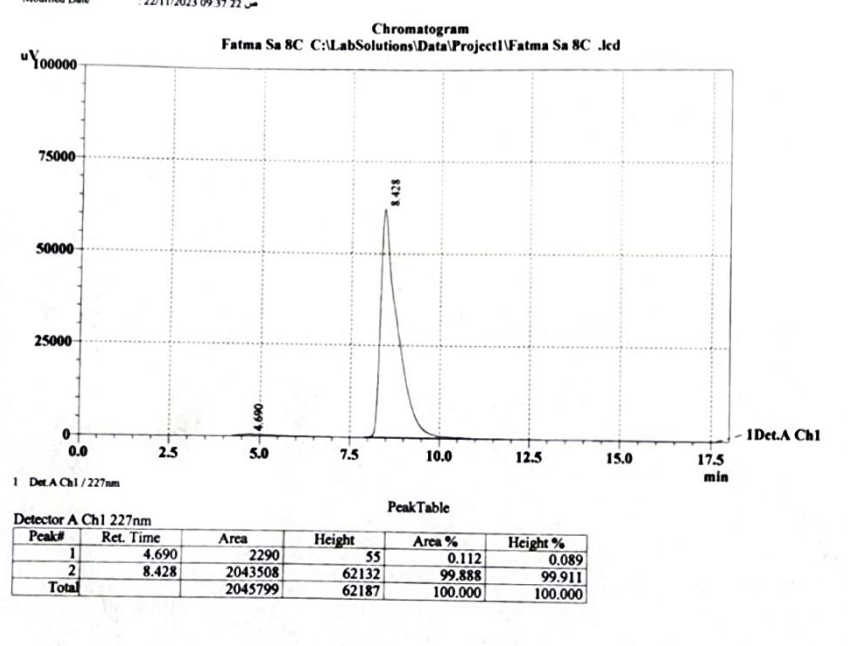 : 22/11/2023 09:37:22 ص
Chromatogram
Fatma Sa 8C C:\LabSolutions\Data\Project1\Fatma Sa 8C .lcd
uV
100000
75000
50000
25000
0
8.428
4.690
0.0 2.5 5.0 7.5 10.0 12.5 15.0 17.5
min
1Det.A Ch1
1 Det.A Ch1 / 227nm
PeakTable
Detector A Ch1 227nm
Peak# Ret. Time Area Height Area % Height %
1 4.690 2290 55 0.112 0.089
2 8.428 2043508 62132 99.888 99.911
Total 2045799 62187 100.000 100.000